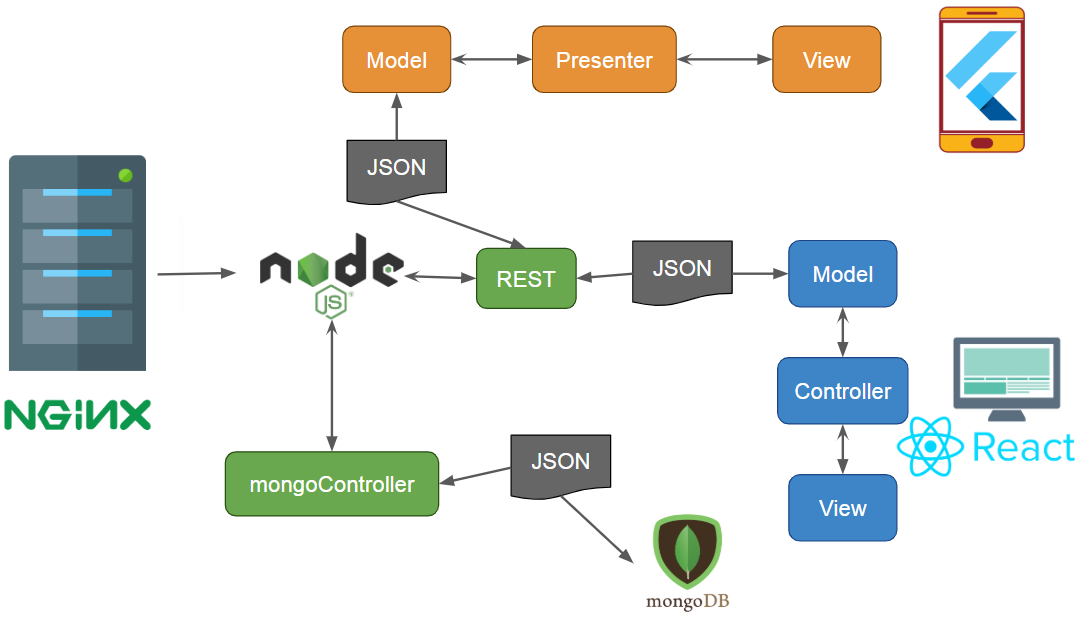 Model
Presenter
View
JSON
node
JS
REST
JSON
Model
Controller
NGiNX
React
JSON
mongoController
View
mongoDB